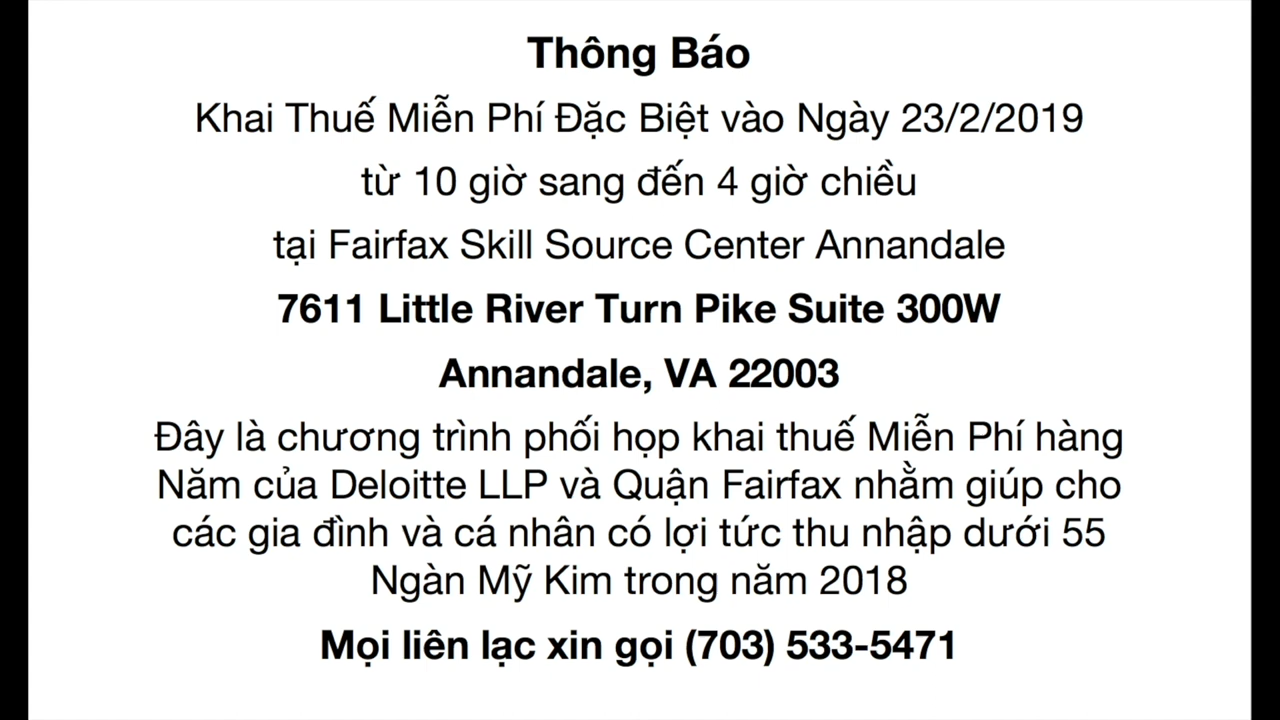 Thông Báo
Khai Thuế Miễn Phí Đặc Biệt vào Ngày 23/2/2019
từ 10 giờ sang đến 4 giờ chiều
tại Fairfax Skill Source Center Annandale
7611 Little River Turn Pike Suite 300W
Annandale, VA 22003
Đây là chương trình phối họp khai thuế Miễn Phí hàng
Năm của Deloitte LLP và Quận Fairfax nhằm giúp cho
các gia đình và cá nhân có lợi tức thu nhập dưới 55
Ngàn Mỹ Kim trong năm 2018
Mọi liên lạc xin gọi (703) 533-5471